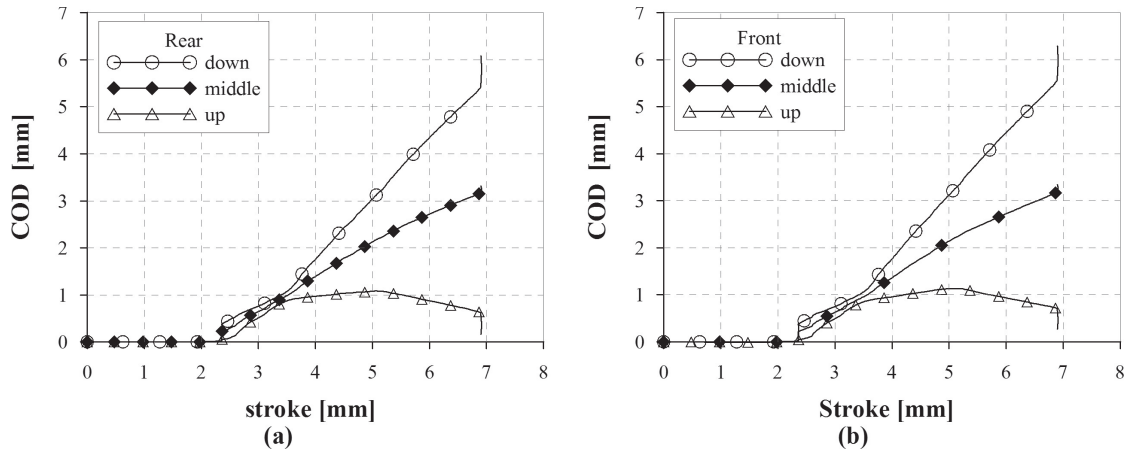 7
6
5
4
3
2
1
0
COD [mm]
Rear
down
middle
up
0 1 2 3 4 5 6 7 8
stroke [mm]
(a)
7
6
5
4
3
2
1
0
COD [mm]
Front
down
middle
up
0 1 2 3 4 5 6 7 8
Stroke [mm]
(b)